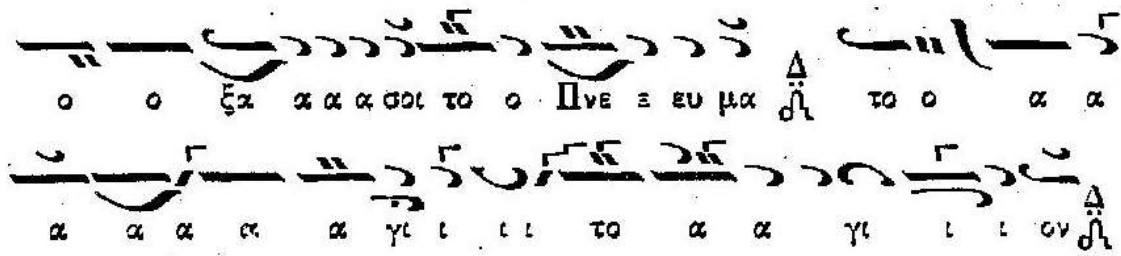 ο ο ξα α α α σοι το ο Πνε ε ευ μα Δ το ο α α
α α α α α γι ι ι ι το α α γι ι ι ον Δ